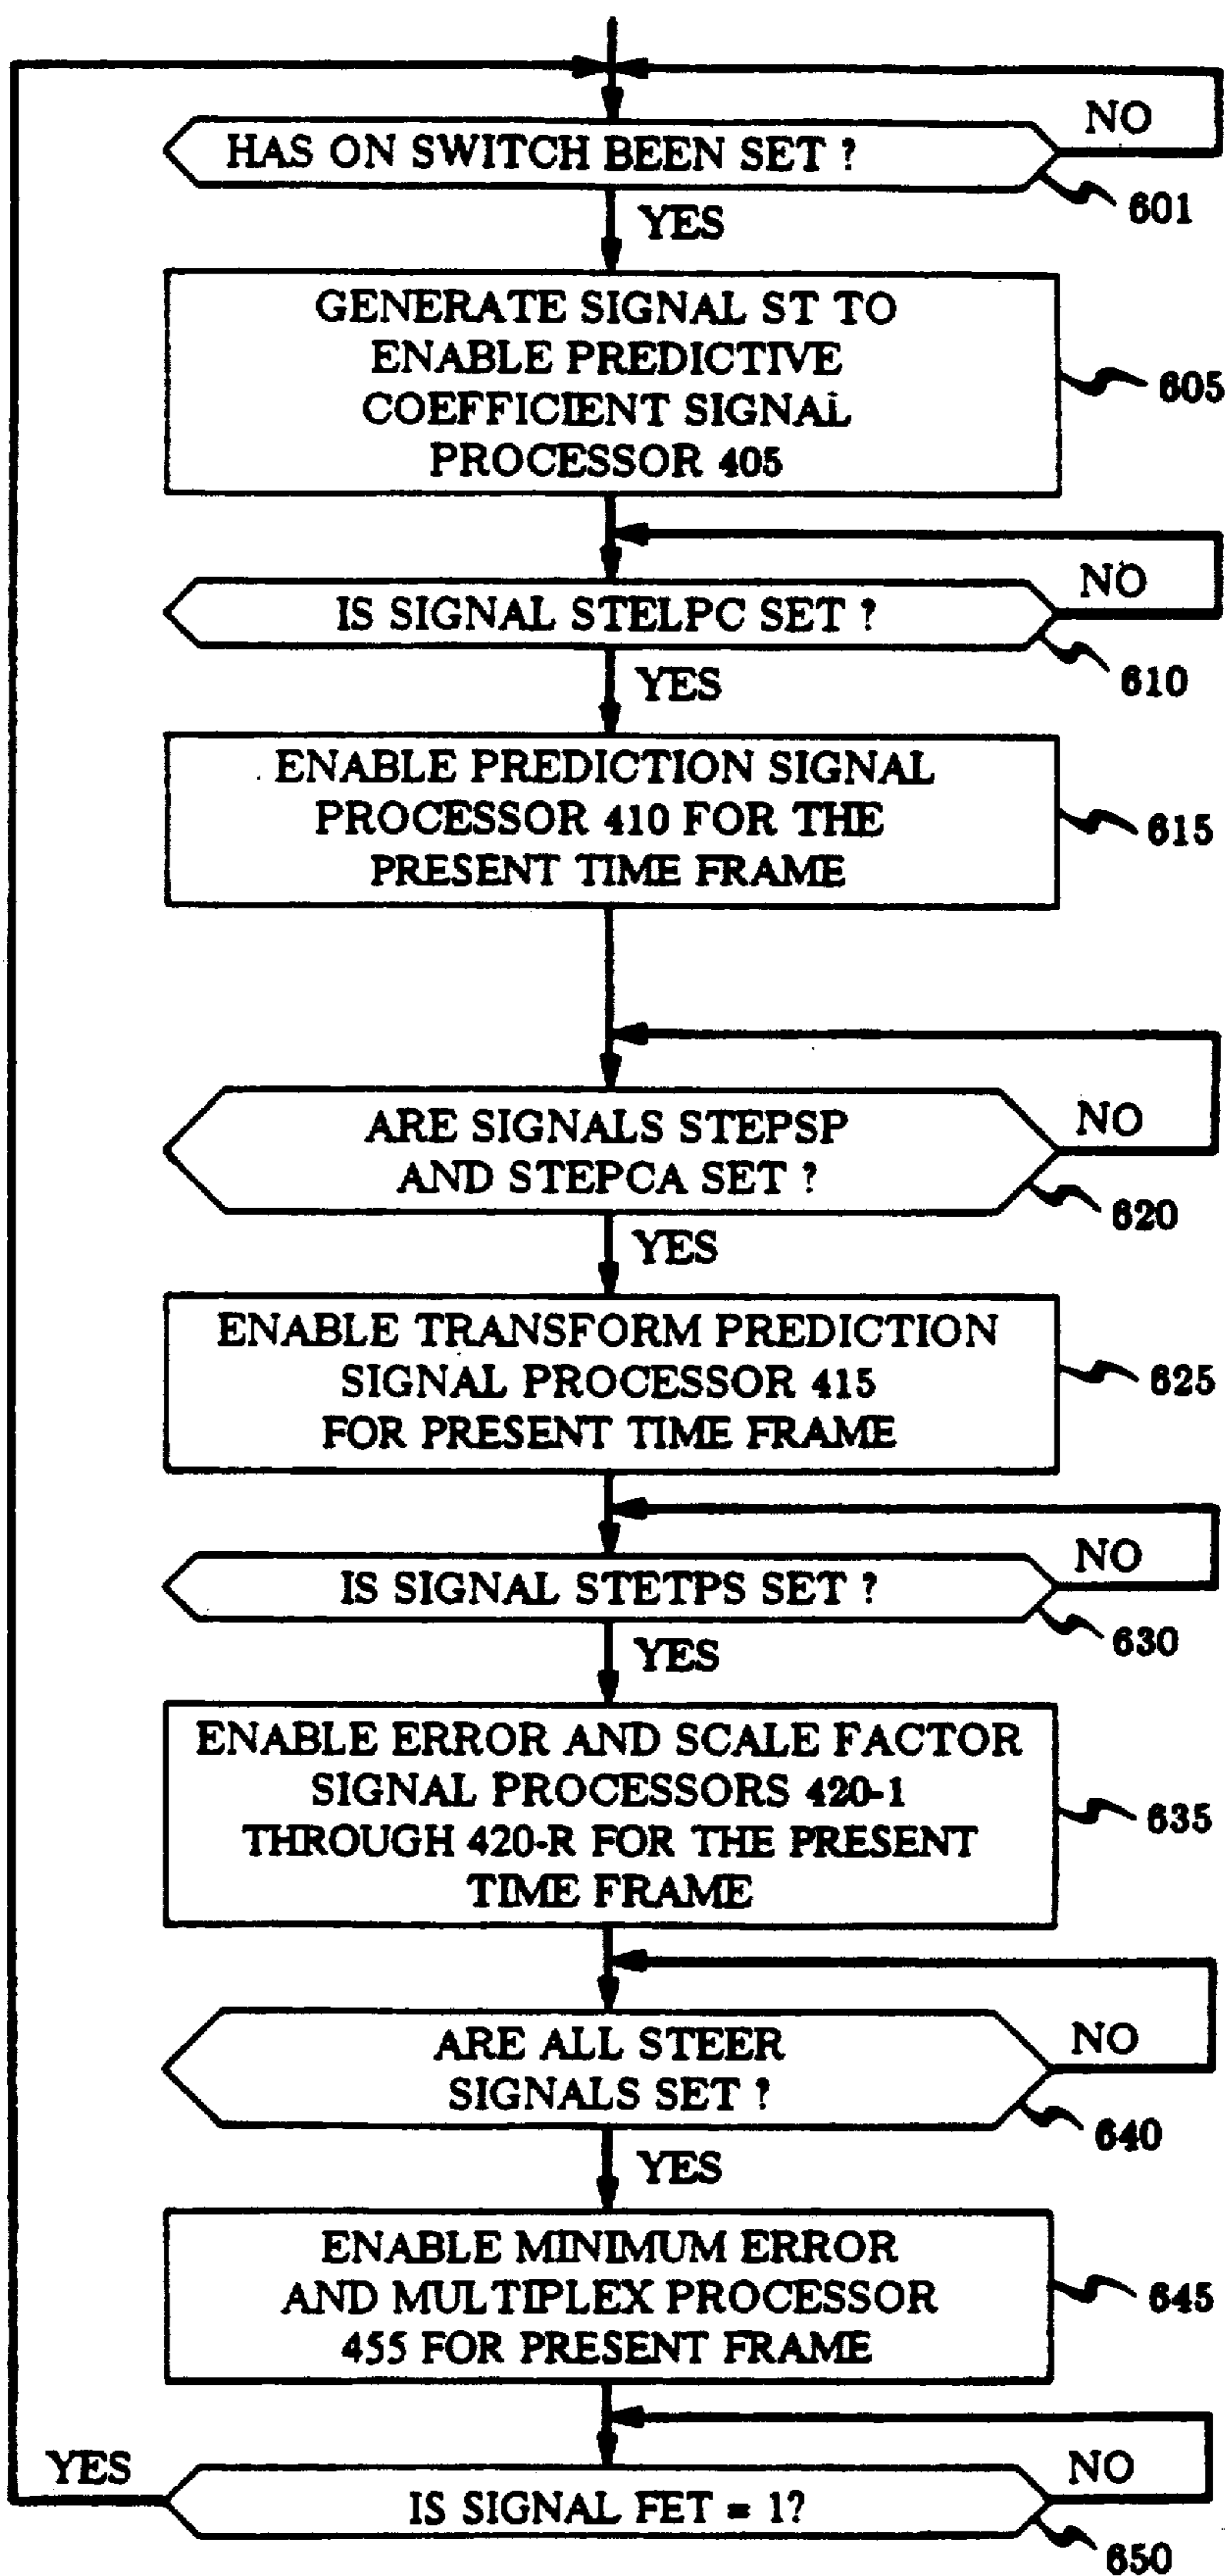 HAS ON SWITCH BEEN SET ?
NO
601
YES
GENERATE SIGNAL ST TO
ENABLE PREDICTIVE
COEFFICIENT SIGNAL
PROCESSOR 405
605
IS SIGNAL STELPC SET ?
NO
610
YES
ENABLE PREDICTION SIGNAL
PROCESSOR 410 FOR THE
PRESENT TIME FRAME
615
ARE SIGNALS STEPSP
AND STEPCA SET ?
NO
620
YES
ENABLE TRANSFORM PREDICTION
SIGNAL PROCESSOR 415
FOR PRESENT TIME FRAME
625
IS SIGNAL STETPS SET ?
NO
630
YES
ENABLE ERROR AND SCALE FACTOR
SIGNAL PROCESSORS 420-1
THROUGH 420-R FOR THE PRESENT
TIME FRAME
635
ARE ALL STEER
SIGNALS SET ?
NO
640
YES
ENABLE MINIMUM ERROR
AND MULTIPLEX PROCESSOR
455 FOR PRESENT FRAME
645
YES
IS SIGNAL FET = 1?
NO
650